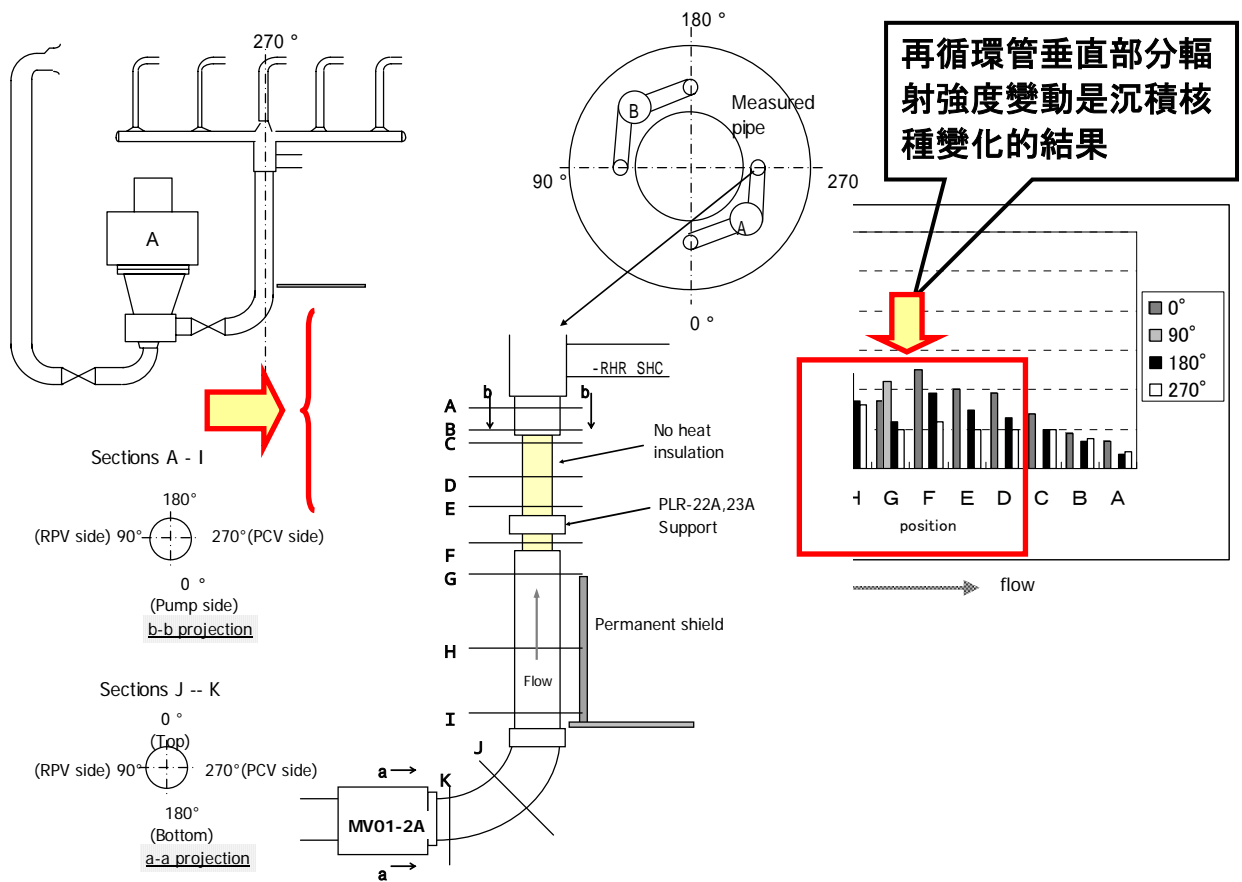 270 °
A
180 °
B
Measured
pipe
90 °
270
A
0 °
再循環管垂直部分輻
射強度變動是沉積核
種變化的結果
0°
90°
180°
270°
H G F E D C B A
position
flow
-RHR SHC
b b
A
B
C
D
E
F
G
H
I
J
K
No heat
insulation
PLR-22A,23A
Support
Permanent shield
Flow
a
MV01-2A
a
Sections A - I
180°
(RPV side) 90° 270°(PCV side)
0 °
(Pump side)
b-b projection
Sections J -- K
0 °
(Top)
(RPV side) 90° 270°(PCV side)
180°
(Bottom)
a-a projection